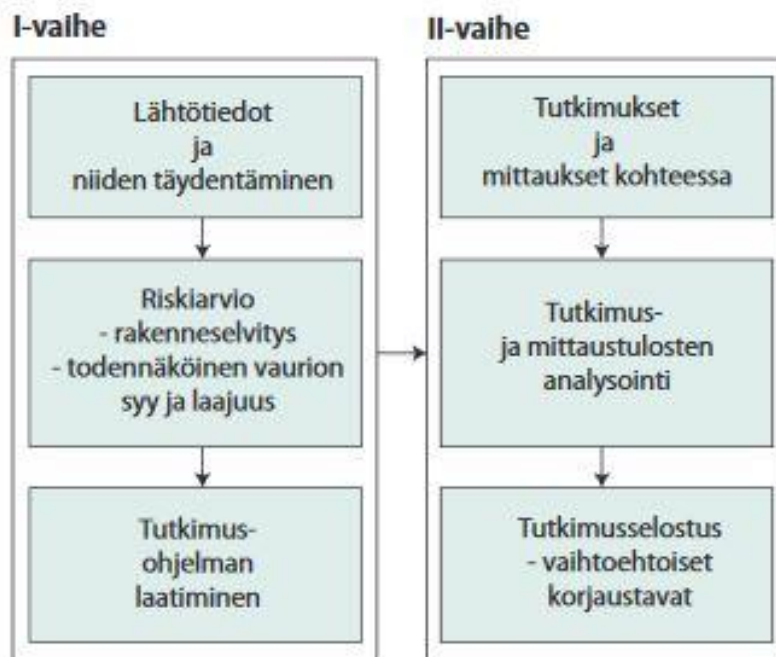 I-vaihe
Lähtötiedot
ja
niiden täydentäminen
Riskiarvio
- rakenneselvitys
- todennäköinen vaurion
syy ja laajuus
Tutkimus-
ohjelman
laatiminen
II-vaihe
Tutkimukset
ja
mittaukset kohteessa
Tutkimus-
ja mittaustulosten
analysointi
Tutkimusselostus
- vaihtoehtoiset
korjaustavat